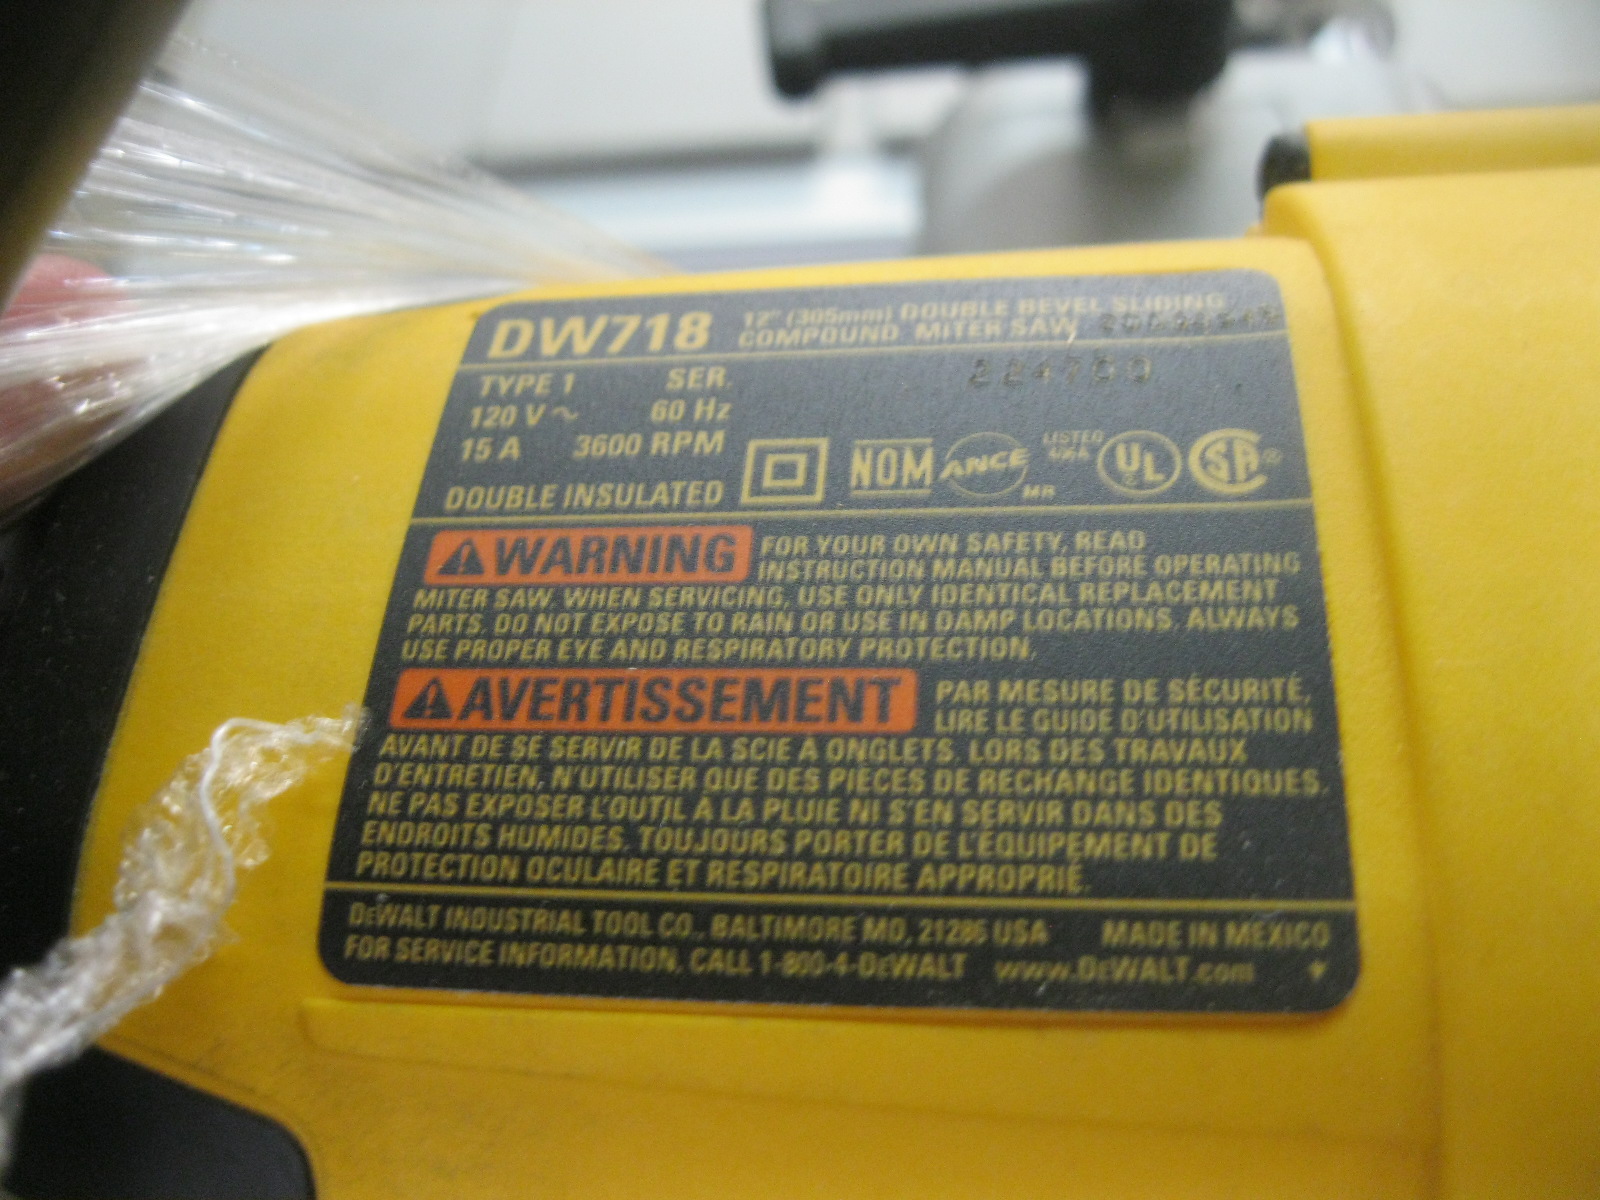 DW718 12" (305mm) DOUBLE BEVEL SLIDING
COMPOUND MITER SAW
TYPE 1 SER.
120 V ~ 60 Hz
15 A 3600 RPM
DOUBLE INSULATED
NOM ANCE LISTED UL SA
WARNING FOR YOUR OWN SAFETY, READ
INSTRUCTION MANUAL BEFORE OPERATING
MITER SAW. WHEN SERVICING, USE ONLY IDENTICAL REPLACEMENT
PARTS. DO NOT EXPOSE TO RAIN OR USE IN DAMP LOCATIONS. ALWAYS
USE PROPER EYE AND RESPIRATORY PROTECTION.
AVERTISSEMENT PAR MESURE DE SÉCURITÉ,
LIRE LE GUIDE D'UTILISATION
AVANT DE SE SERVIR DE LA SCIE À ONGLETS. LORS DES TRAVAUX
D'ENTRETIEN, N'UTILISER QUE DES PIÈCES DE RECHANGE IDENTIQUES.
NE PAS EXPOSER L'OUTIL À LA PLUIE NI S'EN SERVIR DANS DES
ENDROITS HUMIDES. TOUJOURS PORTER DE L'ÉQUIPEMENT DE
PROTECTION OCULAIRE ET RESPIRATOIRE APPROPRIÉ.
DEWALT INDUSTRIAL TOOL CO., BALTIMORE MD, 21286 USA MADE IN MEXICO
FOR SERVICE INFORMATION, CALL 1-800-4-DEWALT www.DEWALT.com